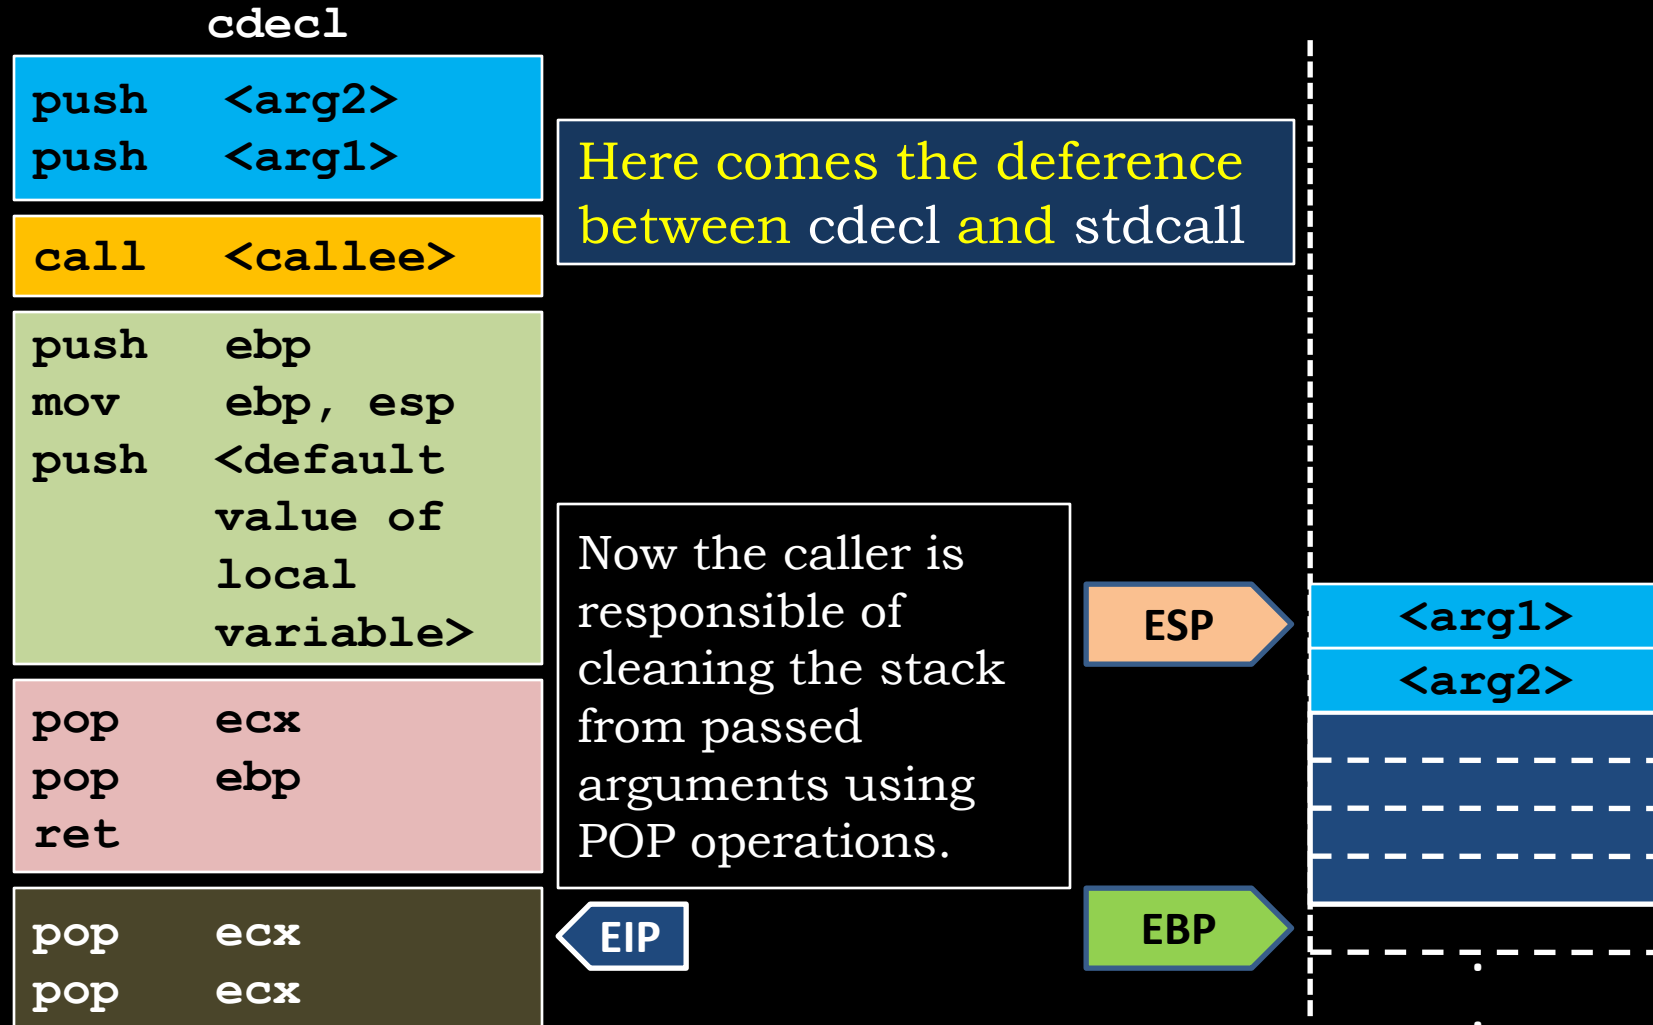 cdecl
push <arg2>
push <arg1>
call <callee>
push ebp
mov ebp, esp
push <default
value of
local
variable>
pop ecx
pop ebp
ret
pop ecx
pop ecx
Here comes the deference
between cdecl and stdcall
Now the caller is
responsible of
cleaning the stack
from passed
arguments using
POP operations.
EIP
ESP
EBP
<arg1>
<arg2>